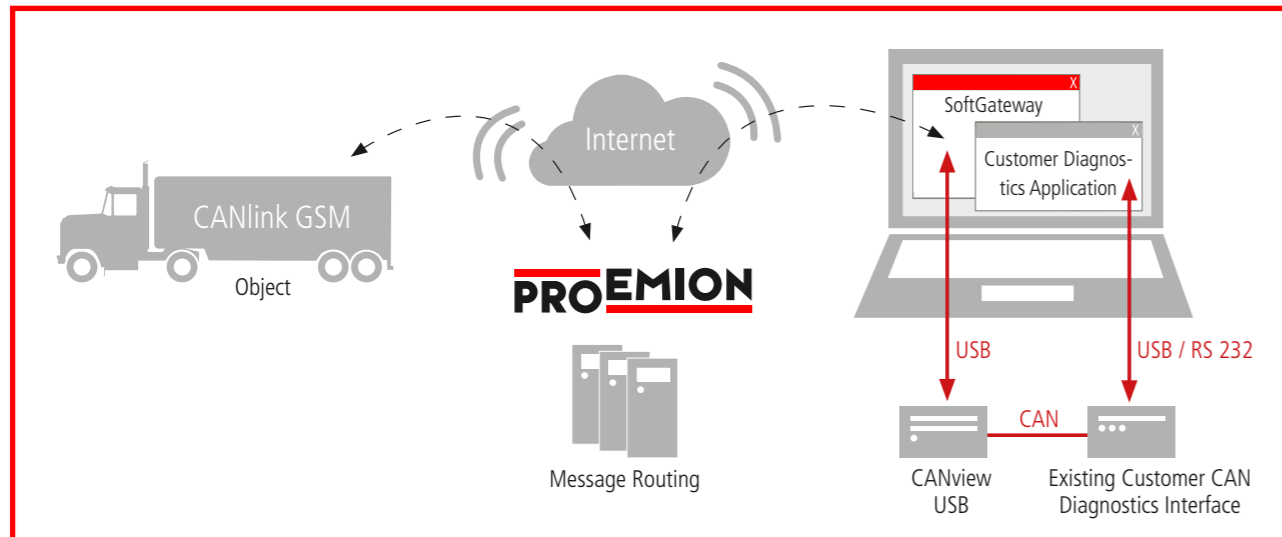 CANlink GSM
Object
Internet
PROEMION
Message Routing
X
SoftGateway
X
Customer Diagnos-
tics Application
USB
USB / RS 232
CAN
CANview
USB
Existing Customer CAN
Diagnostics Interface